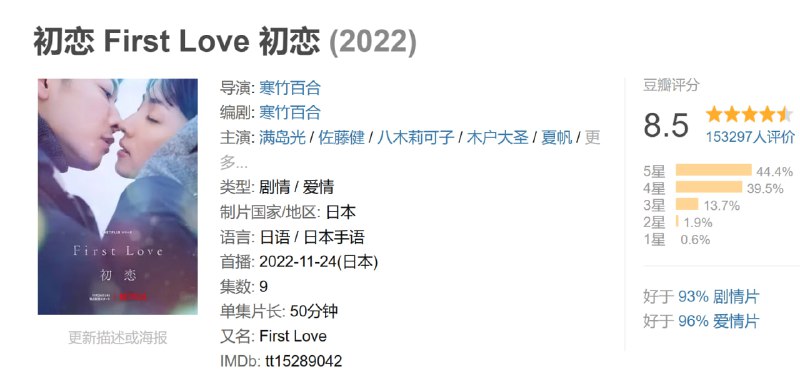 初恋 First Love 初恋 (2022)
NETFLIX シリーズ
First Love
初恋
更新描述或海报
导演: 寒竹百合
编剧: 寒竹百合
主演: 满岛光 / 佐藤健 / 八木莉可子 / 木户大圣 / 夏帆 / 更
多...
类型: 剧情 / 爱情
制片国家/地区: 日本
语言: 日语 / 日本手语
首播: 2022-11-24(日本)
集数: 9
单集片长: 50分钟
又名: First Love
IMDb: tt15289042
豆瓣评分
8.5
153297人评价
5星 44.4%
4星 39.5%
3星 13.7%
2星 1.9%
1星 0.6%
好于 93% 剧情片
好于 96% 爱情片